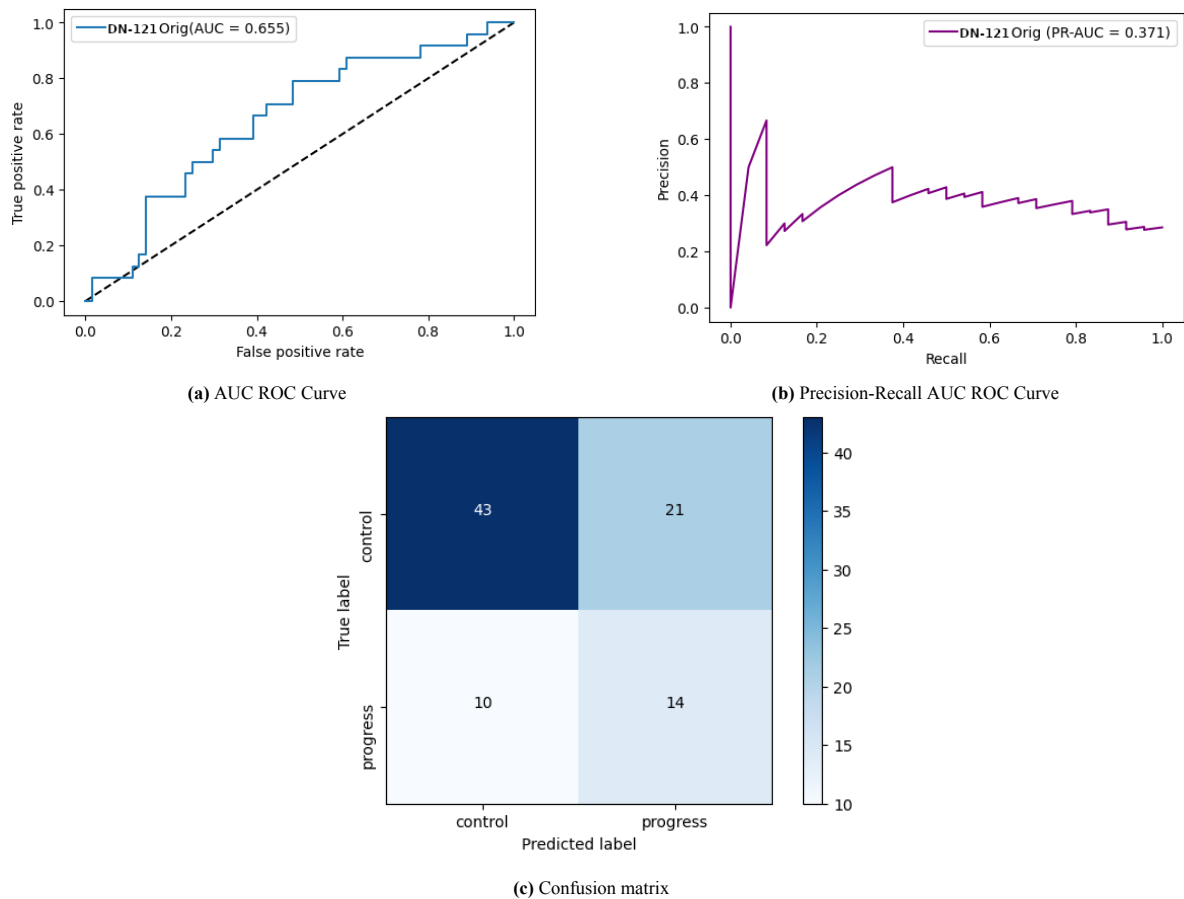 DN-121 Orig(AUC = 0.655)
1.0
0.8
0.6
0.4
0.2
0.0
True positive rate
0.0 0.2 0.4 0.6 0.8 1.0
False positive rate
(a) AUC ROC Curve
DN-121 Orig (PR-AUC = 0.371)
1.0
0.8
0.6
0.4
0.2
0.0
Precision
0.0 0.2 0.4 0.6 0.8 1.0
Recall
(b) Precision-Recall AUC ROC Curve
True label
control
progress
43 21
10 14
control progress
Predicted label
40
35
30
25
20
15
10
(c) Confusion matrix